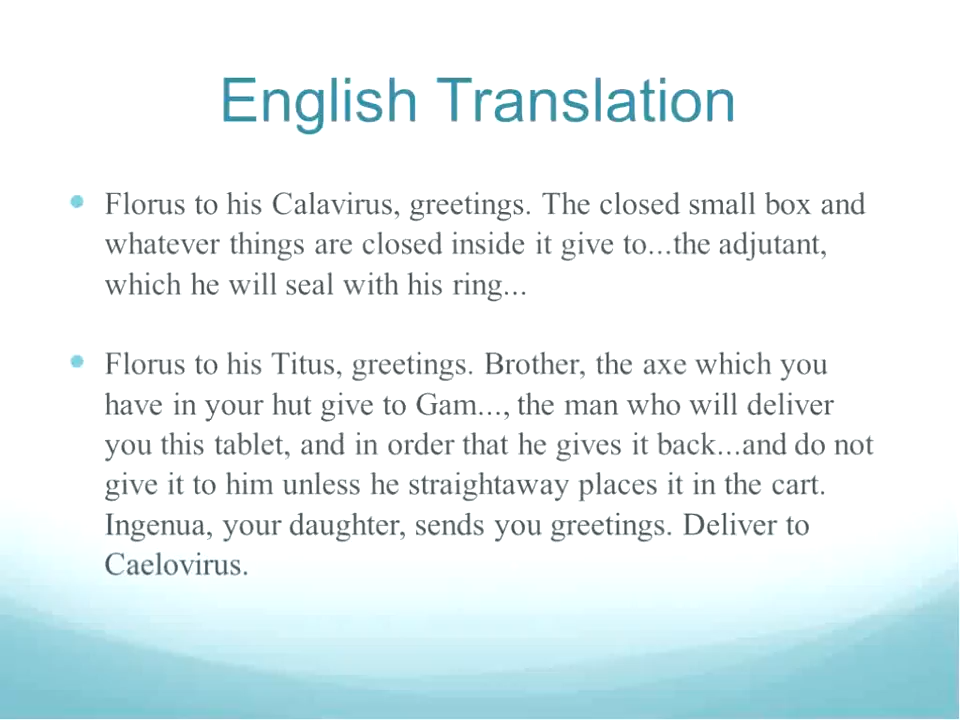 English Translation
Florus to his Calavirus, greetings. The closed small box and
whatever things are closed inside it give to...the adjutant,
which he will seal with his ring...
Florus to his Titus, greetings. Brother, the axe which you
have in your hut give to Gam..., the man who will deliver
you this tablet, and in order that he gives it back...and do not
give it to him unless he straightaway places it in the cart.
Ingenua, your daughter, sends you greetings. Deliver to
Caelovirus.